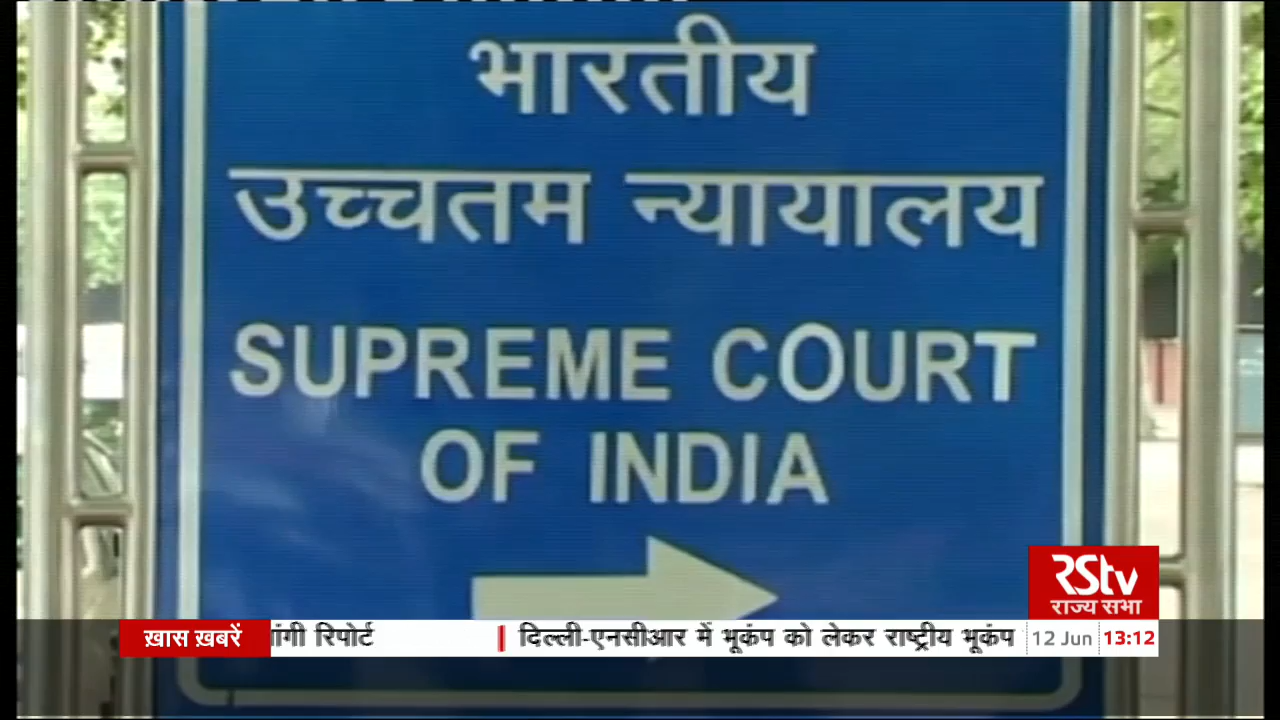 भारतीय
उच्चतम न्यायालय
SUPREME COURT
OF INDIA
RStv
राज्य सभा
ख़ास ख़बरें
रिपोर्ट
दिल्ली-एनसीआर में भूकंप को लेकर राष्ट्रीय भूकंप
12 Jun
13:12